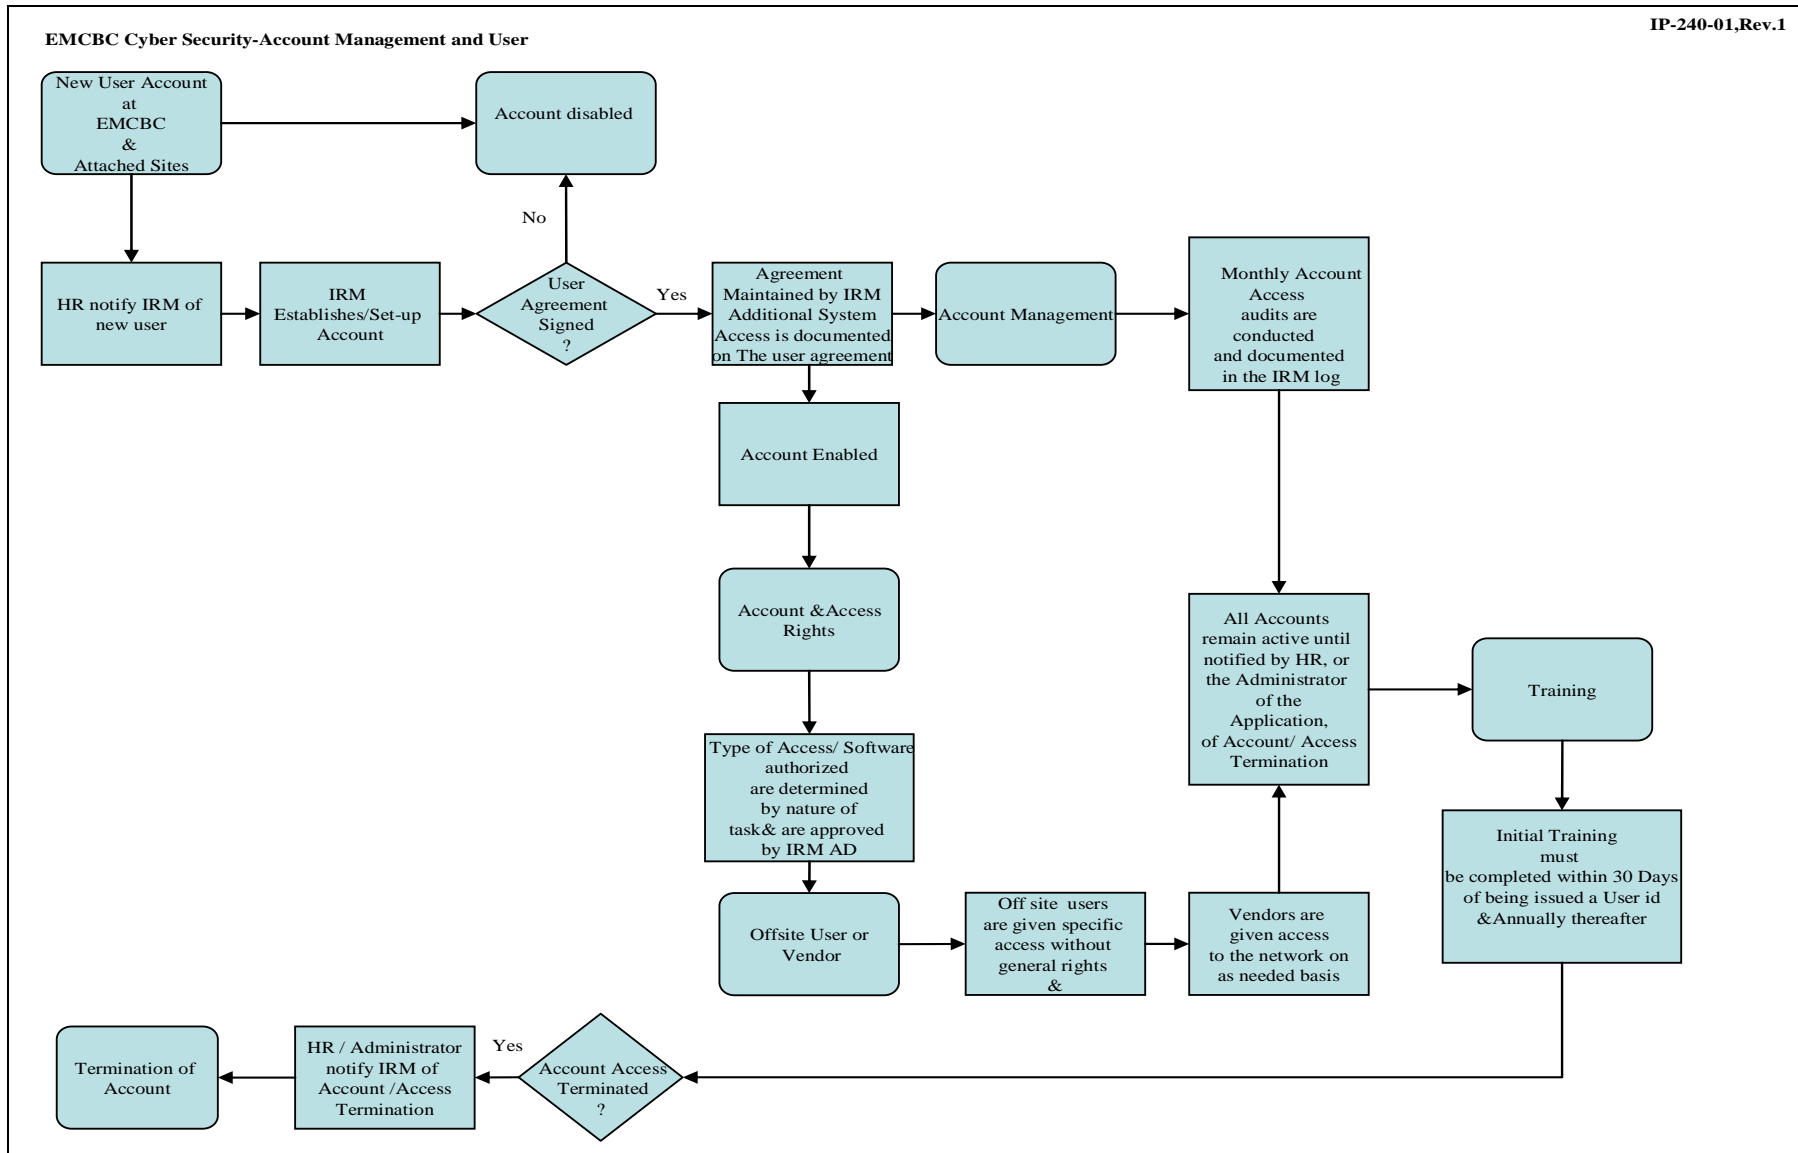 IP-240-01,Rev.1
EMCBC Cyber Security-Account Management and User
New User Account
at
EMCBC
&
Attached Sites
Account disabled
No
HR notify IRM of
new user
IRM
Establishes/Set-up
Account
User
Agreement
Signed
?
Yes
Agreement
Maintained by IRM
Additional System
Access is documented
on The user agreement
Account Management
Monthly Account
Access
audits are
conducted
and documented
in the IRM log
Account Enabled
Account &Access
Rights
All Accounts
remain active until
notified by HR, or
the Administrator
of the
Application,
of Account/ Access
Termination
Training
Type of Access/ Software
authorized
are determined
by nature of
task& are approved
by IRM AD
Initial Training
must
be completed within 30 Days
of being issued a User id
&Annually thereafter
Offsite User or
Vendor
Off site users
are given specific
access without
general rights
&
Vendors are
given access
to the network on
as needed basis
Termination of
Account
HR / Administrator
notify IRM of
Account /Access
Termination
Yes
Account Access
Terminated
?